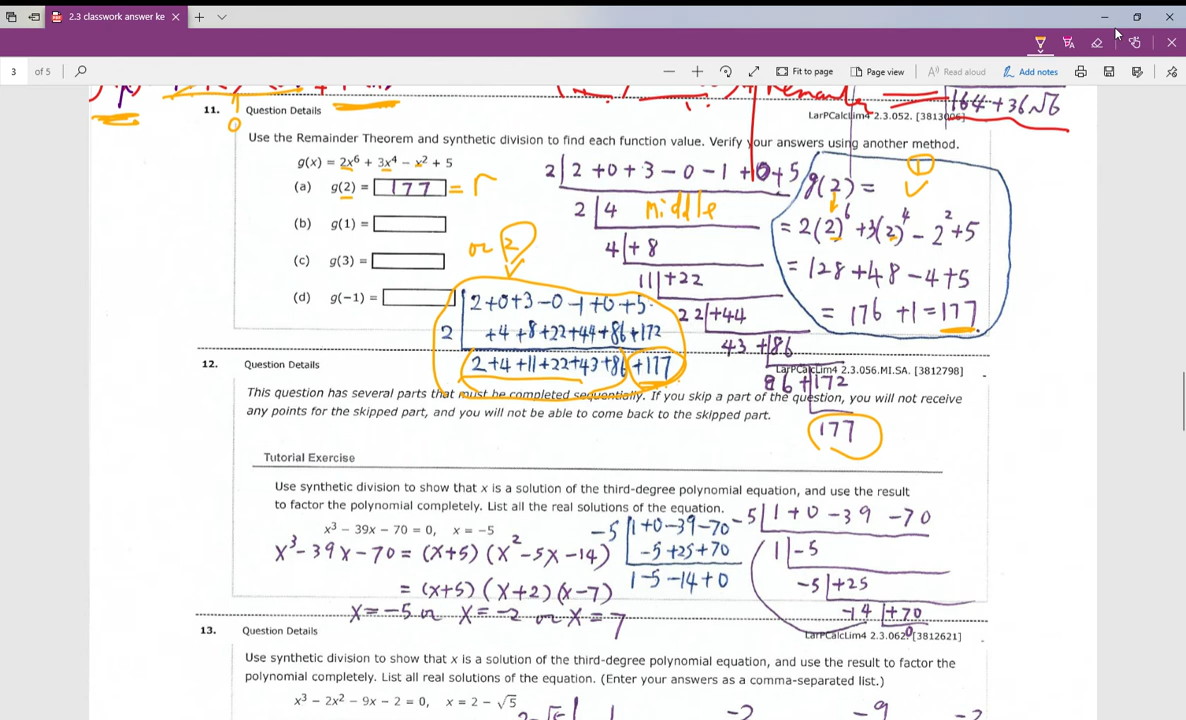 2.3 classwork answer ke
3 of 5
Fit to page
Page view
Read aloud
Add notes
164 + 36√6
11. Question Details
LarPCalcLim4 2.3.052.
Use the Remainder Theorem and synthetic division to find each function value. Verify your answers using another method.
g(x) = 2x⁶ + 3x⁴ − x² + 5
(a) g(2) = 177 = r
(b) g(1) =
(c) g(3) =
(d) g(−1) =
2 | 2 +0 +3 −0 −1 +0 +5
2 | 4 middle
4 | +8
11 | +22
22 | +44
43 +86
86 +172
177
or 2
2+0+3−0−1+0+5
2 +4 +8 +22+44+86+172
2+4+11+22+43+86 +177
g(2) = ①
= 2(2)⁶ +3(2)⁴ − 2² +5
= 128 +48 −4 +5
= 176 +1 = 177
12. Question Details
LarPCalcLim4 2.3.056.MI.SA. [3812798]
This question has several parts that must be completed sequentially. If you skip a part of the question, you will not receive
any points for the skipped part, and you will not be able to come back to the skipped part.
Tutorial Exercise
Use synthetic division to show that x is a solution of the third-degree polynomial equation, and use the result
to factor the polynomial completely. List all the real solutions of the equation.
x³ − 39x − 70 = 0, x = −5
x³ − 39x − 70 = (x+5)(x² −5x −14)
= (x+5)(x+2)(x−7)
x = −5 or x = −2 or x = 7
−5 | 1+0−39−70
−5 +25 +70
1 −5 −14 +0
−5 | 1 +0 −39 −70
1 | −5
−5 | +25
−14 | +70
0
13. Question Details
LarPCalcLim4 2.3.062. [3812621]
Use synthetic division to show that x is a solution of the third-degree polynomial equation, and use the result to factor the
polynomial completely. List all real solutions of the equation. (Enter your answers as a comma-separated list.)
x³ − 2x² − 9x − 2 = 0, x = 2 − √5
−2 −9 −2